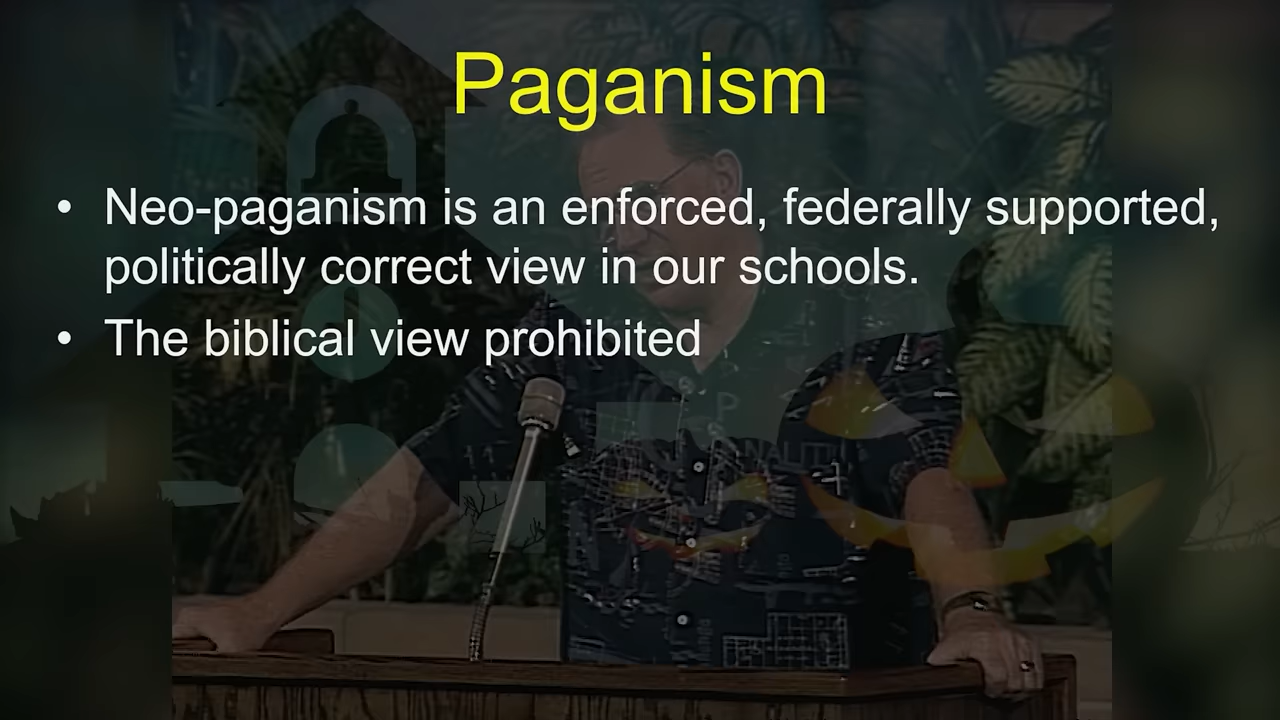 Paganism
• Neo-paganism is an enforced, federally supported,
politically correct view in our schools.
• The biblical view prohibited